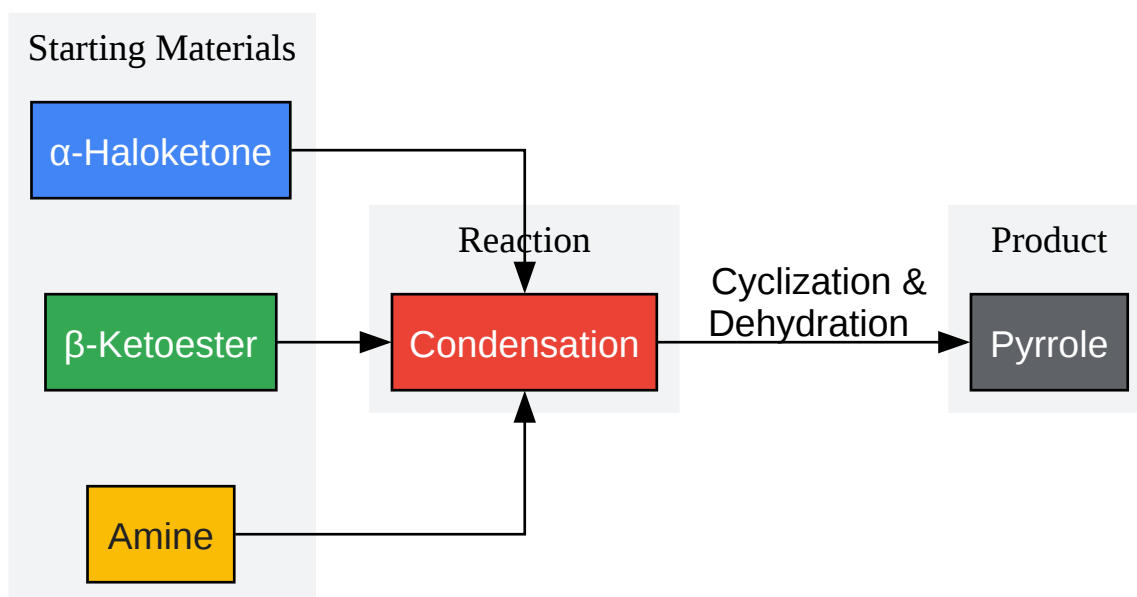 Starting Materials
α-Haloketone
Reaction
Product
Cyclization &
Dehydration
β-Ketoester
Condensation
Pyrrole
Amine